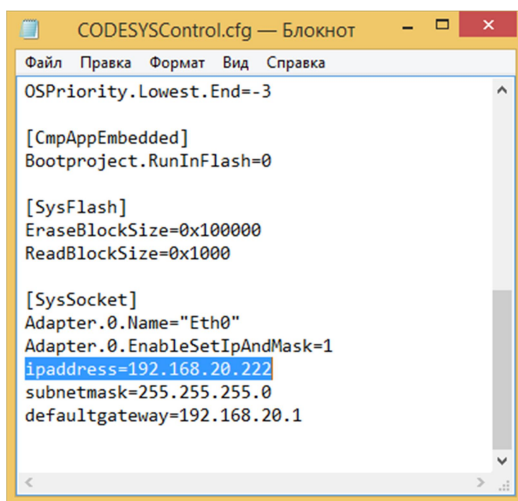 CODESYSControl.cfg — Блокнот
Файл Правка Формат Вид Справка
OSPriority.Lowest.End=-3
[CmpAppEmbedded]
Bootproject.RunInFlash=0
[SysFlash]
EraseBlockSize=0x100000
ReadBlockSize=0x1000
[SysSocket]
Adapter.0.Name="Eth0"
Adapter.0.EnableSetIpAndMask=1
ipaddress=192.168.20.222
subnetmask=255.255.255.0
defaultgateway=192.168.20.1